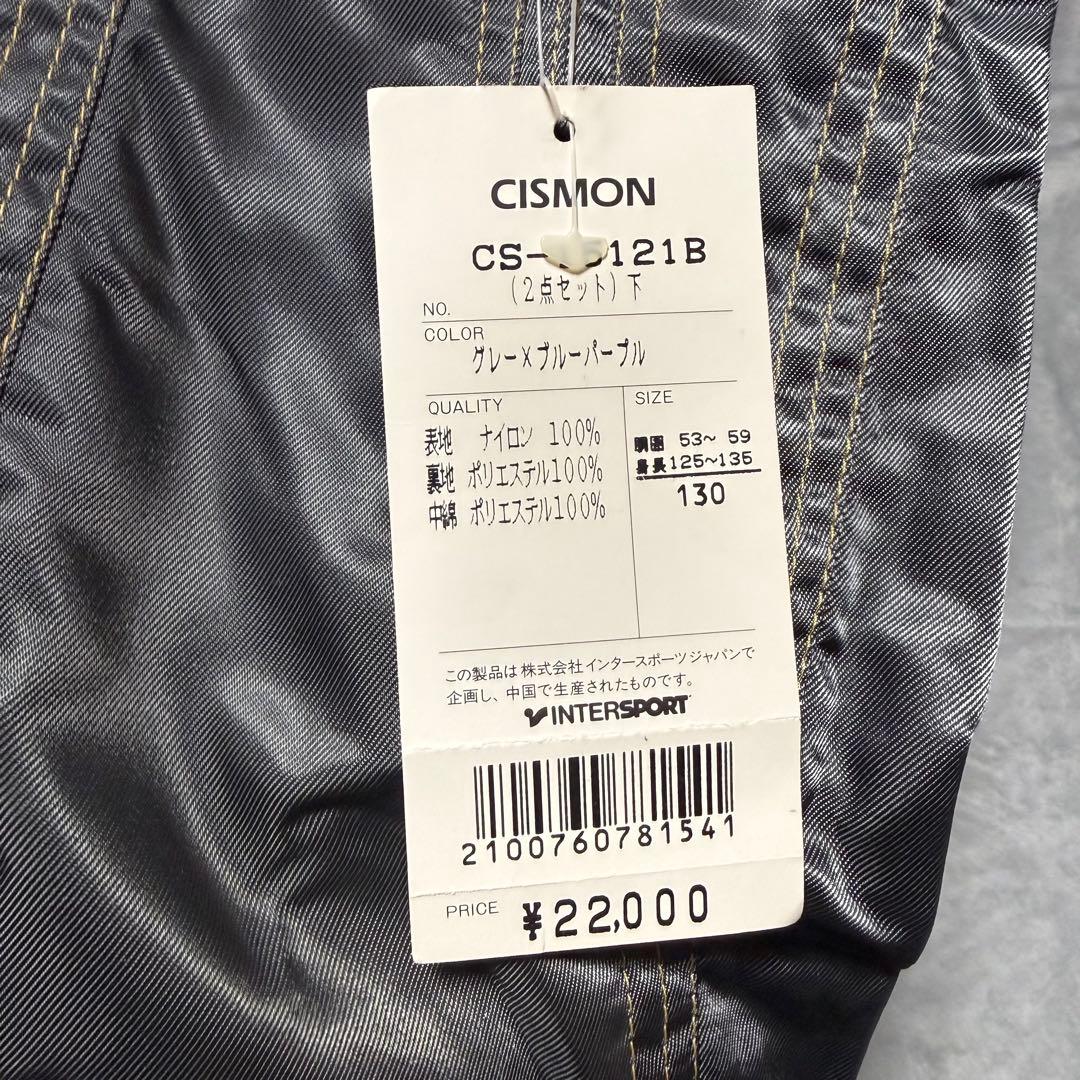 CISMON
121B
(2点セット)下
NO.
COLOR
グレー×ブルーパープル
QUALITY
表地 ナイロン 100%
裏地 ポリエステル100%
中綿 ポリエステル100%
SIZE
胴囲 53~ 59
身長125~135
130
この製品は株式会社インタースポーツジャパンで
企画し、中国で生産されたものです。
INTERSPORT
2100760781541
PRICE ¥22,000